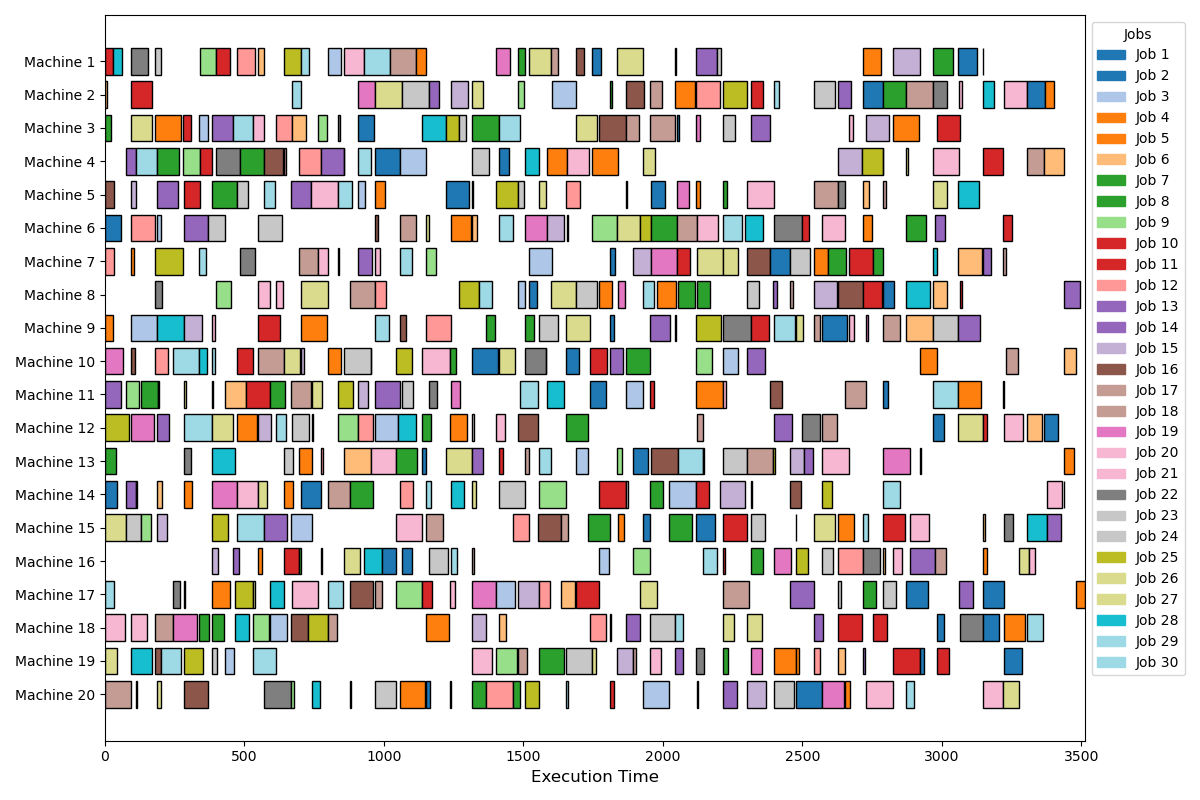 Machine 1
Machine 2
Machine 3
Machine 4
Machine 5
Machine 6
Machine 7
Machine 8
Machine 9
Machine 10
Machine 11
Machine 12
Machine 13
Machine 14
Machine 15
Machine 16
Machine 17
Machine 18
Machine 19
Machine 20
0 500 1000 1500 2000 2500 3000 3500
Execution Time
Jobs
Job 1
Job 2
Job 3
Job 4
Job 5
Job 6
Job 7
Job 8
Job 9
Job 10
Job 11
Job 12
Job 13
Job 14
Job 15
Job 16
Job 17
Job 18
Job 19
Job 20
Job 21
Job 22
Job 23
Job 24
Job 25
Job 26
Job 27
Job 28
Job 29
Job 30